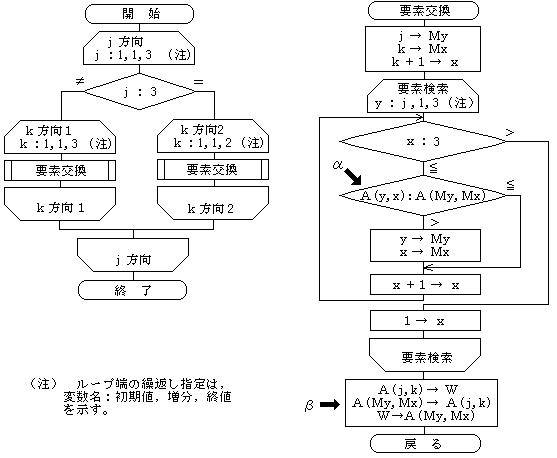 開 始
j 方向
j : 1, 1, 3 (注)
j : 3
≠
=
k 方向1
k : 1, 1, 3 (注)
要素交換
k 方向1
k 方向2
k : 1, 1, 2 (注)
要素交換
k 方向2
j 方向
終 了
(注) ループ端の繰返し指定は,
変数名:初期値,増分,終値
を示す。
要素交換
j → My
k → Mx
k + 1 → x
要素検索
y : j, 1, 3 (注)
x : 3
>
≦
α
A (y, x) : A (My, Mx)
≦
>
y → My
x → Mx
x + 1 → x
1 → x
要素検索
β
A (j, k) → W
A (My, Mx) → A (j, k)
W → A (My, Mx)
戻 る